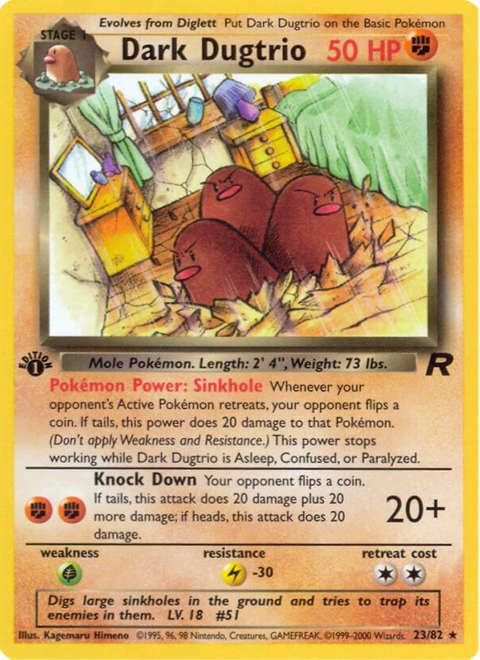 Evolves from Diglett Put Dark Dugtrio on the Basic Pokémon
STAGE 1
Dark Dugtrio 50 HP
Mole Pokémon. Length: 2' 4", Weight: 73 lbs.
EDITION
1
R
Pokémon Power: Sinkhole Whenever your
opponent's Active Pokémon retreats, your opponent flips a
coin. If tails, this power does 20 damage to that Pokémon.
(Don't apply Weakness and Resistance.) This power stops
working while Dark Dugtrio is Asleep, Confused, or Paralyzed.
Knock Down Your opponent flips a coin.
If tails, this attack does 20 damage plus 20
more damage; if heads, this attack does 20
damage.
20+
weakness resistance retreat cost
-30
Digs large sinkholes in the ground and tries to trap its
enemies in them. LV. 18 #51
Illus. Kagemaru Himeno ©1995, 96, 98 Nintendo, Creatures, GAMEFREAK. ©1999-2000 Wizards. 23/82 ★